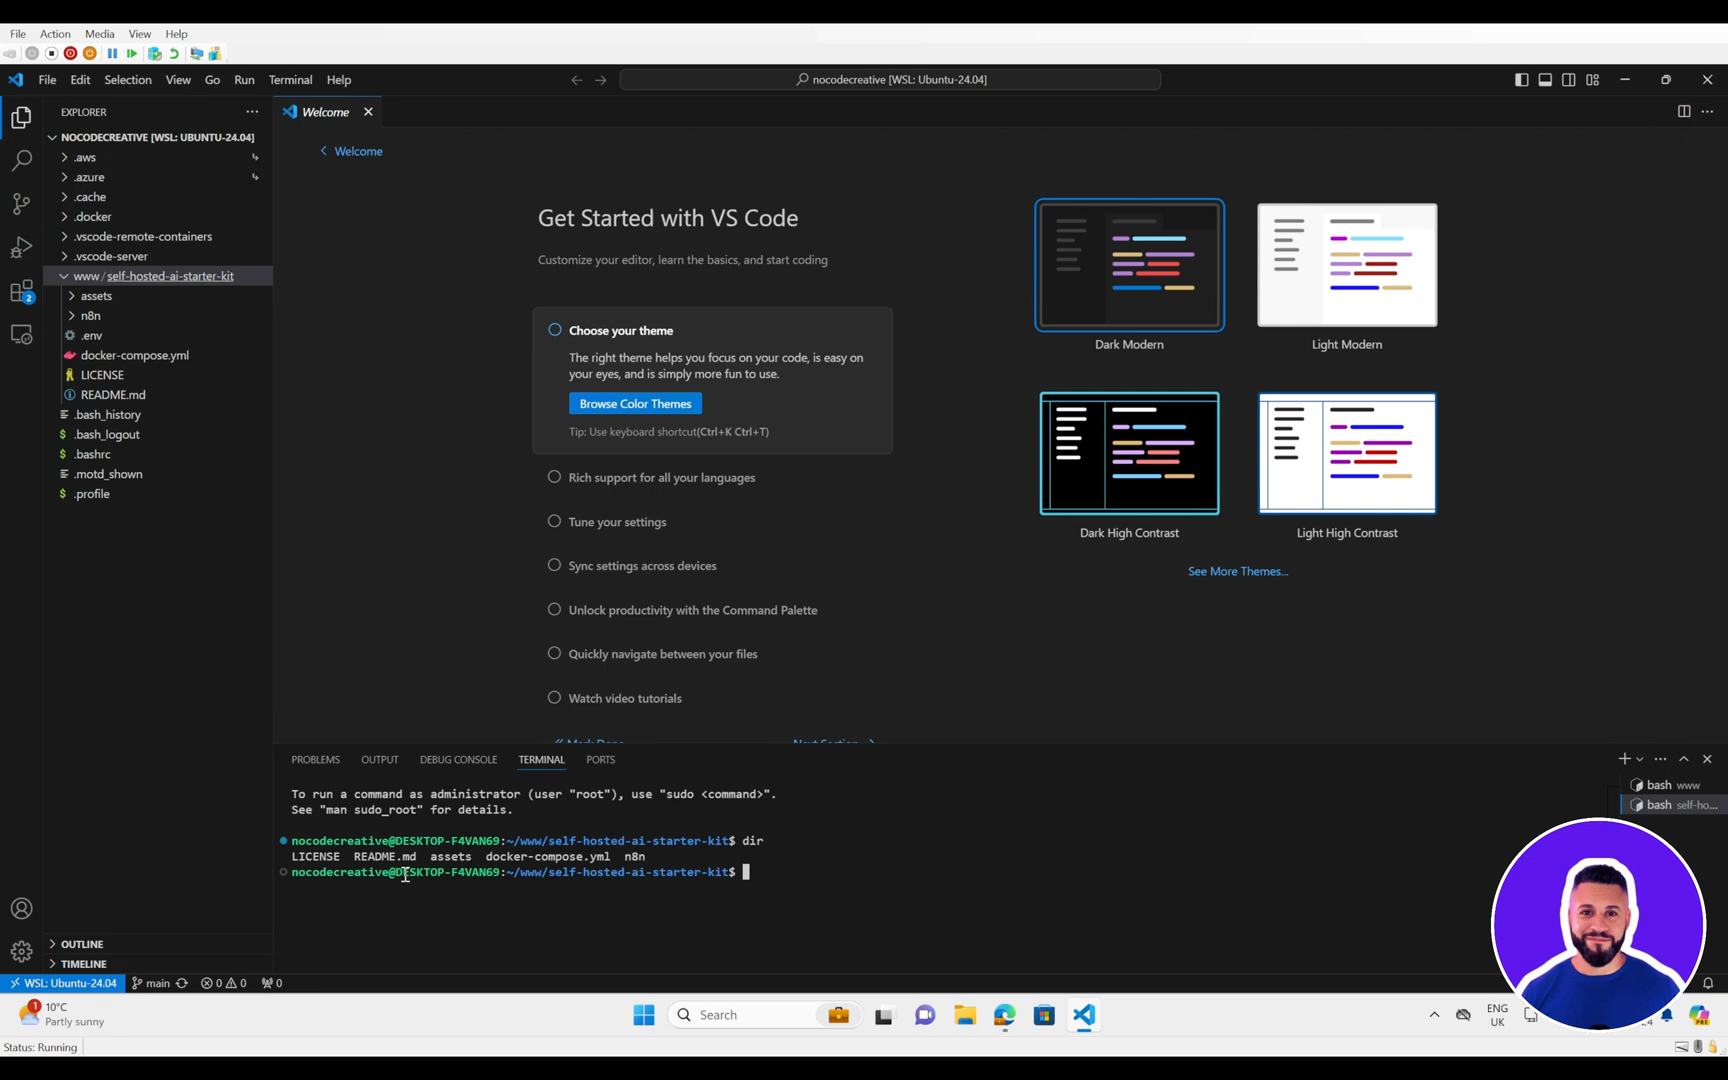 File Action Media View Help
File Edit Selection View Go Run Terminal Help
nocodecreative [WSL: Ubuntu-24.04]
EXPLORER
Welcome
NOCODECREATIVE [WSL: UBUNTU-24.04]
.aws
.azure
.cache
.docker
.vscode-remote-containers
.vscode-server
www / self-hosted-ai-starter-kit
assets
n8n
.env
docker-compose.yml
LICENSE
README.md
.bash_history
.bash_logout
.bashrc
.motd_shown
.profile
OUTLINE
TIMELINE
2
Welcome
Get Started with VS Code
Customize your editor, learn the basics, and start coding
Choose your theme
The right theme helps you focus on your code, is easy on
your eyes, and is simply more fun to use.
Browse Color Themes
Tip: Use keyboard shortcut(Ctrl+K Ctrl+T)
Rich support for all your languages
Tune your settings
Sync settings across devices
Unlock productivity with the Command Palette
Quickly navigate between your files
Watch video tutorials
Mark Done
Next Section
Dark Modern
Light Modern
Dark High Contrast
Light High Contrast
See More Themes...
PROBLEMS OUTPUT DEBUG CONSOLE TERMINAL PORTS
To run a command as administrator (user "root"), use "sudo <command>".
See "man sudo_root" for details.
nocodecreative@DESKTOP-F4VAN69:~/www/self-hosted-ai-starter-kit$ dir
LICENSE README.md assets docker-compose.yml n8n
nocodecreative@DESKTOP-F4VAN69:~/www/self-hosted-ai-starter-kit$
bash www
bash self-ho...
WSL: Ubuntu-24.04 main 0 0 0
1
10°C
Partly sunny
Search
ENG
UK
24
PRE
Status: Running